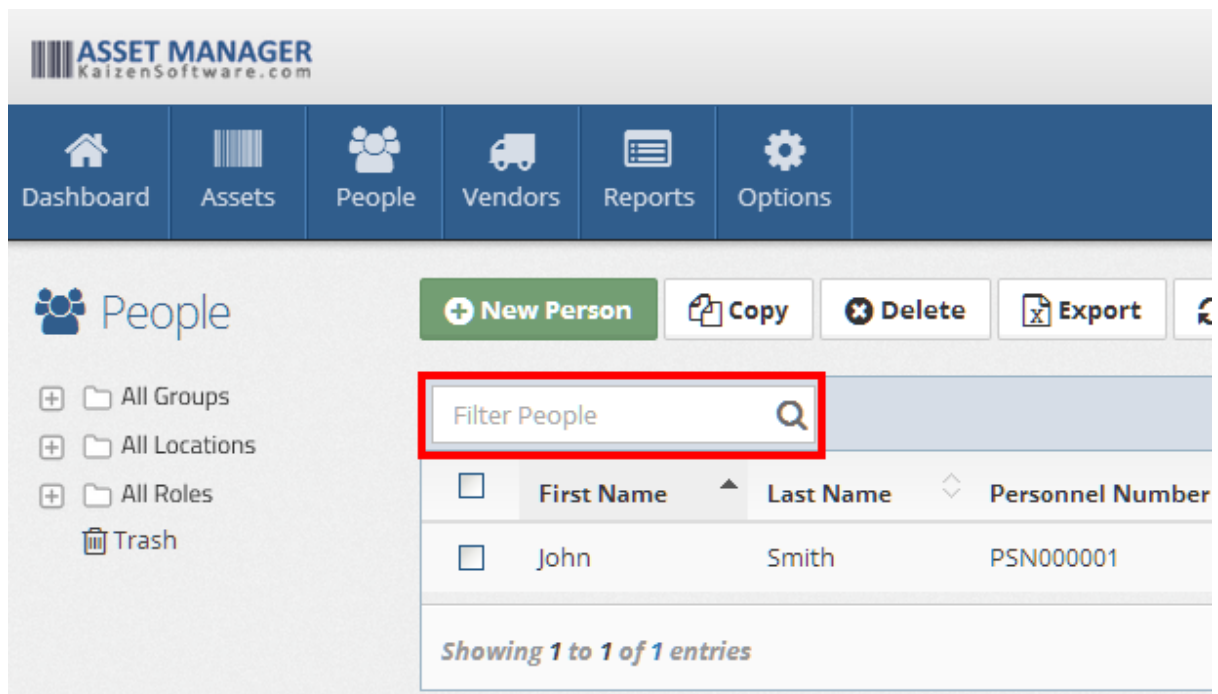 ASSET MANAGER
KaizenSoftware.com
Dashboard Assets People Vendors Reports Options
People
New Person Copy Delete Export
All Groups
All Locations
All Roles
Trash
Filter People
First Name Last Name Personnel Number
John Smith PSN000001
Showing 1 to 1 of 1 entries